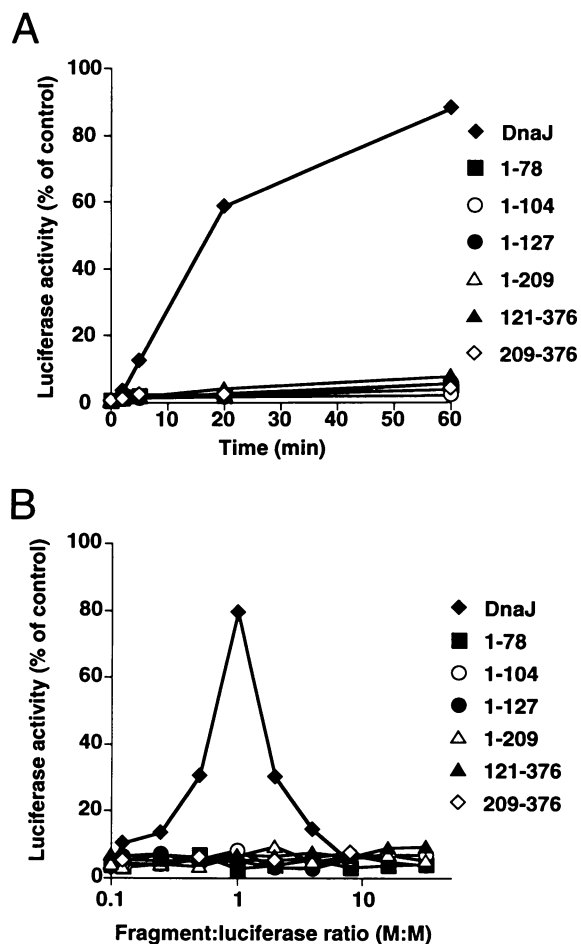 A
Luciferase activity (% of control)
100
80
60
40
20
0
0 10 20 30 40 50 60
Time (min)
DnaJ
1-78
1-104
1-127
1-209
121-376
209-376
B
Luciferase activity (% of control)
100
80
60
40
20
0
0.1 1 10
Fragment:luciferase ratio (M:M)
DnaJ
1-78
1-104
1-127
1-209
121-376
209-376